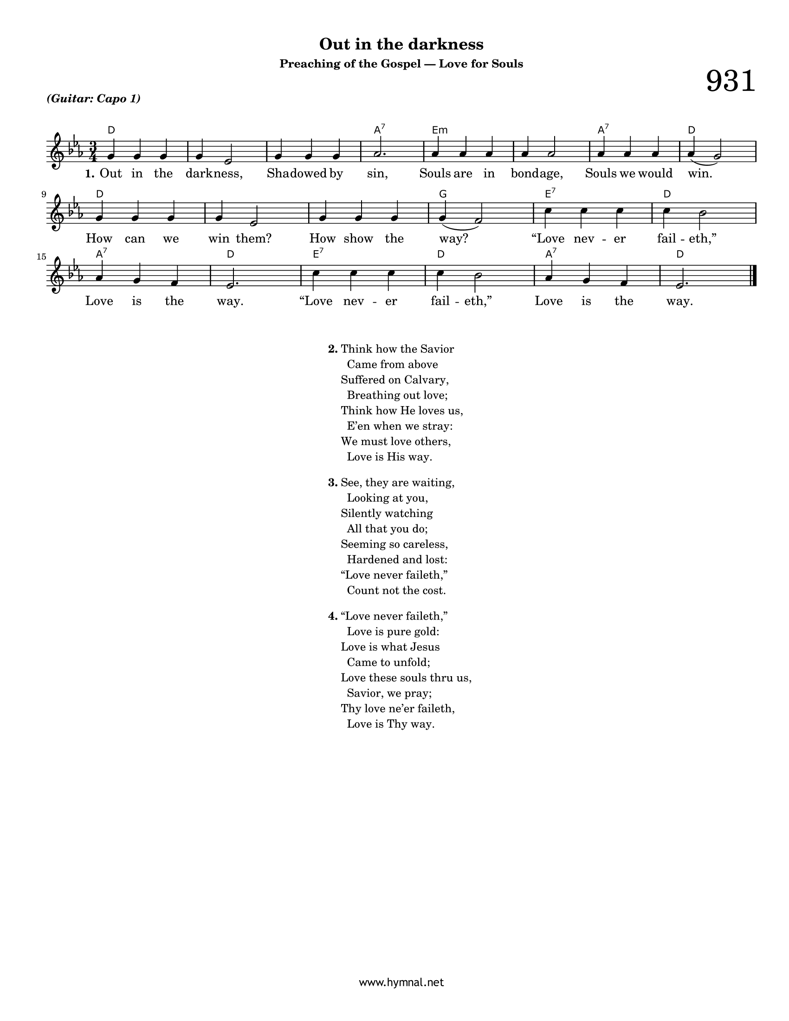 Out in the darkness
Preaching of the Gospel — Love for Souls
931
(Guitar: Capo 1)
D A7 Em A7 D
1. Out in the darkness, Shadowed by sin, Souls are in bondage, Souls we would win.
9 D G E7 D
How can we win them? How show the way? “Love nev - er fail - eth,”
15 A7 D E7 D A7 D
Love is the way. “Love nev - er fail - eth,” Love is the way.
2. Think how the Savior
Came from above
Suffered on Calvary,
Breathing out love;
Think how He loves us,
E’en when we stray:
We must love others,
Love is His way.
3. See, they are waiting,
Looking at you,
Silently watching
All that you do;
Seeming so careless,
Hardened and lost:
“Love never faileth,”
Count not the cost.
4. “Love never faileth,”
Love is pure gold:
Love is what Jesus
Came to unfold;
Love these souls thru us,
Savior, we pray;
Thy love ne’er faileth,
Love is Thy way.
www.hymnal.net